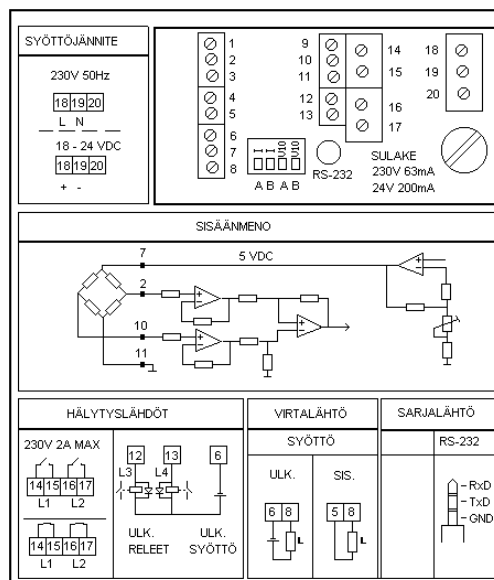 SYÖTTÖJÄNNITE
230V 50Hz
18 19 20
L N
18 - 24 VDC
18 19 20
+ -
1
2
3
4
5
6
7
8
9
10
11
12
13
14
15
16
17
18
19
20
I I V10 V10
A B A B
RS-232
SULAKE
230V 63mA
24V 200mA
SISÄÄNMENO
7
5 VDC
2
10
11
HÄLYTYSLÄHDÖT
230V 2A MAX
14 15 16 17
L1 L2
14 15 16 17
L1 L2
12 13 6
L3 L4
ULK. ULK.
RELEET SYÖTTÖ
VIRTALÄHTÖ
SYÖTTÖ
ULK. SIS.
6 8 5 8
L L
SARJALÄHTÖ
RS-232
RxD
TxD
GND